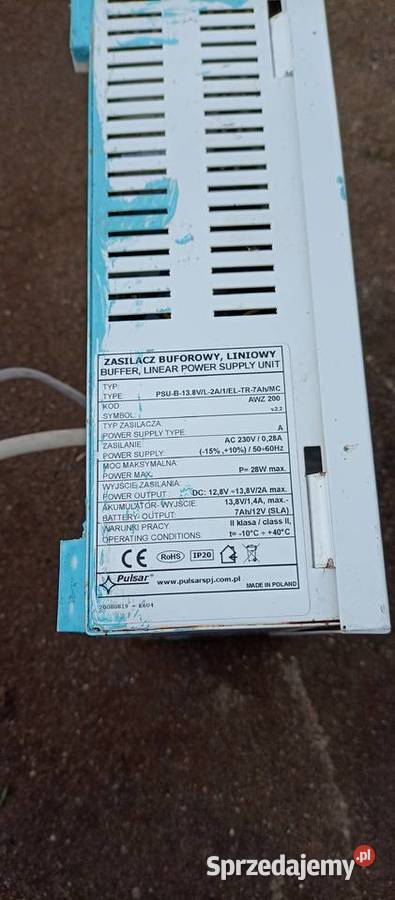 ZASILACZ BUFOROWY, LINIOWY
BUFFER, LINEAR POWER SUPPLY UNIT
TYP:
TYPE PSU-B-13.8V/L-2A/1/EL-TR-7Ah/MC
KOD AWZ 200
SYMBOL: v.2.2
TYP ZASILACZA
POWER SUPPLY TYPE: A
ZASILANIE: AC 230V / 0,28A
POWER SUPPLY: (-15% ,+10%) / 50÷60Hz
MOC MAKSYMALNA
POWER MAX. P= 28W max.
WYJŚCIE ZASILANIA
POWER OUTPUT: DC: 12,8V ÷13,8V/2A max.
AKUMULATOR- WYJŚCIE 13,8V/1,4A, max.-
BATTERY- OUTPUT: 7Ah/12V (SLA)
WARUNKI PRACY II klasa / class II,
OPERATING CONDITIONS: t= -10°C ÷ +40°C
CE RoHS IP20
Pulsar® www.pulsarspj.com.pl MADE IN POLAND
20080819 - K604
Sprzedajemy.pl